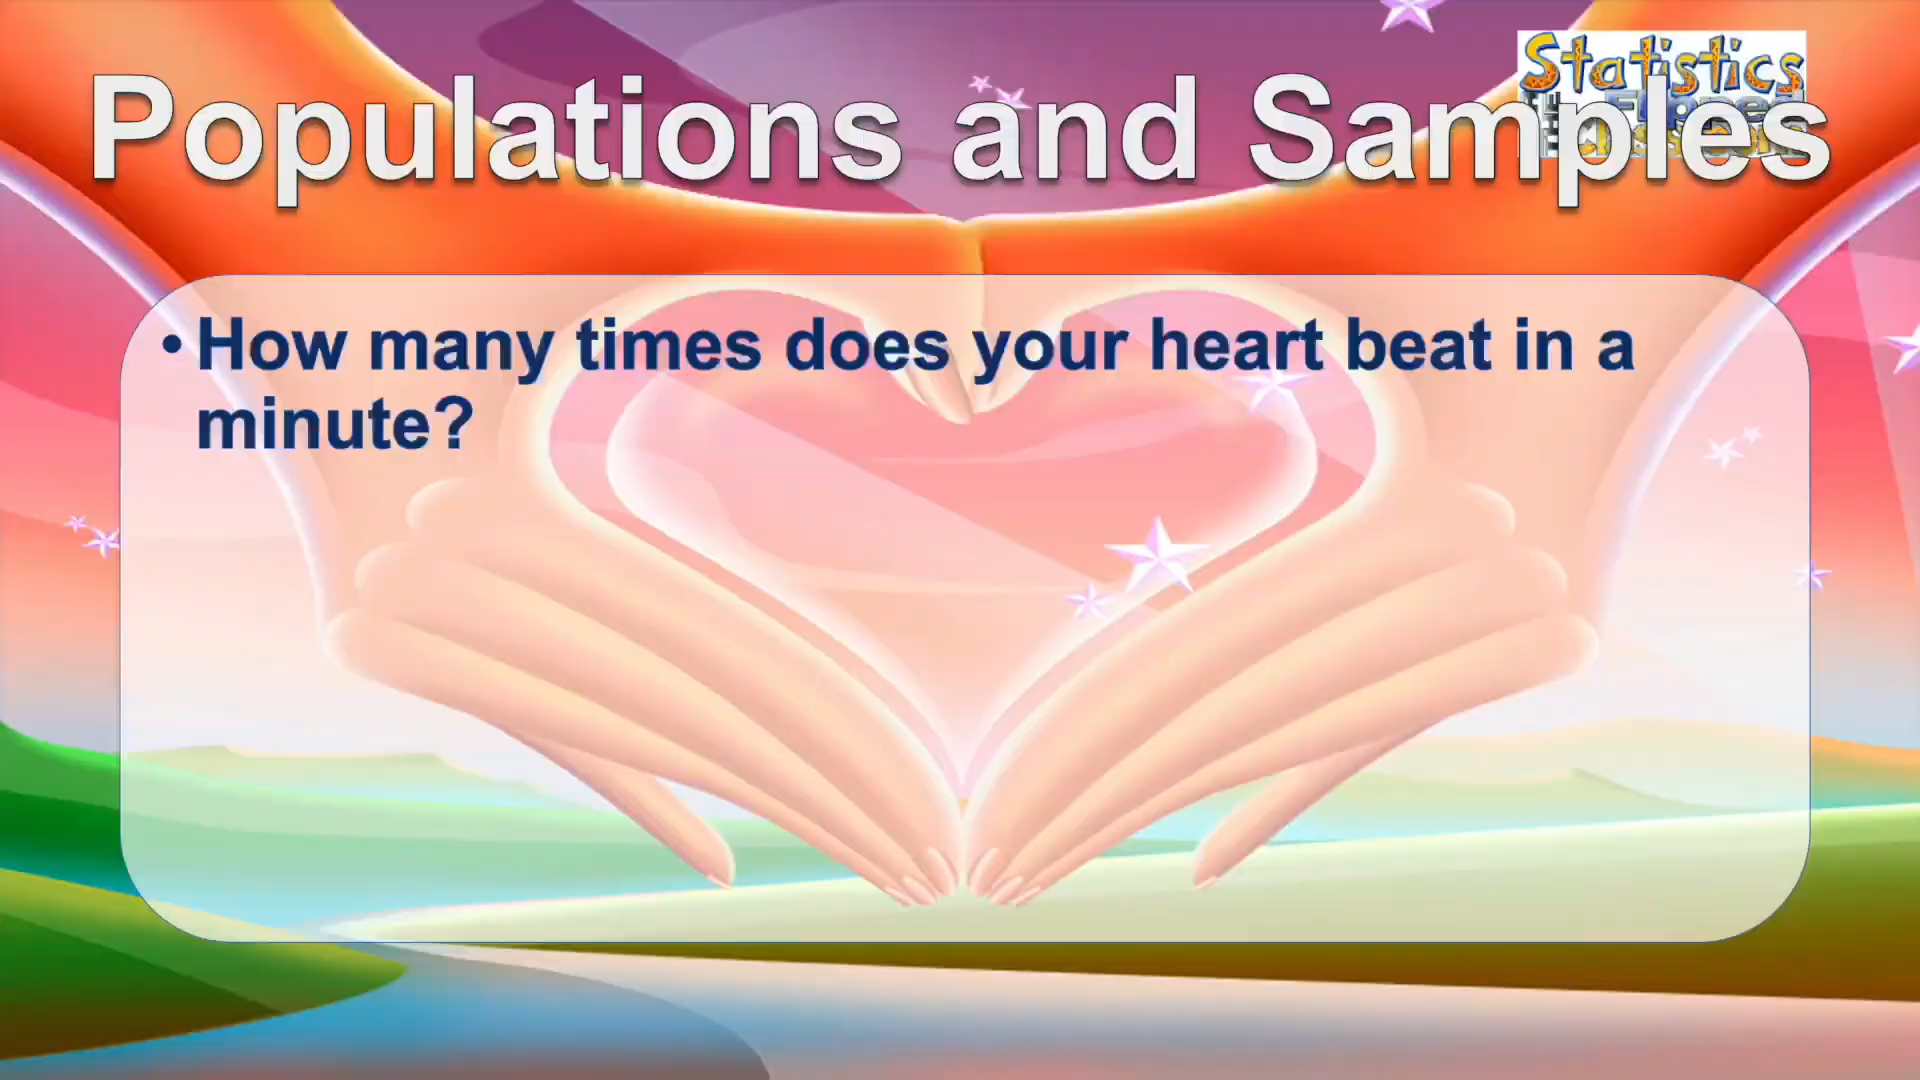 Statistics
Populations and Samples
• How many times does your heart beat in a
minute?